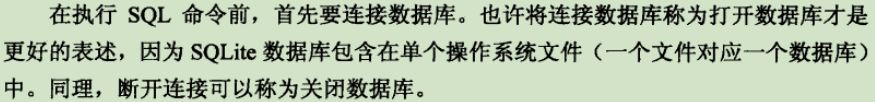 在执行 SQL 命令前，首先要连接数据库。也许将连接数据库称为打开数据库才是
更好的表述，因为 SQLite 数据库包含在单个操作系统文件（一个文件对应一个数据库）
中。同理，断开连接可以称为关闭数据库。